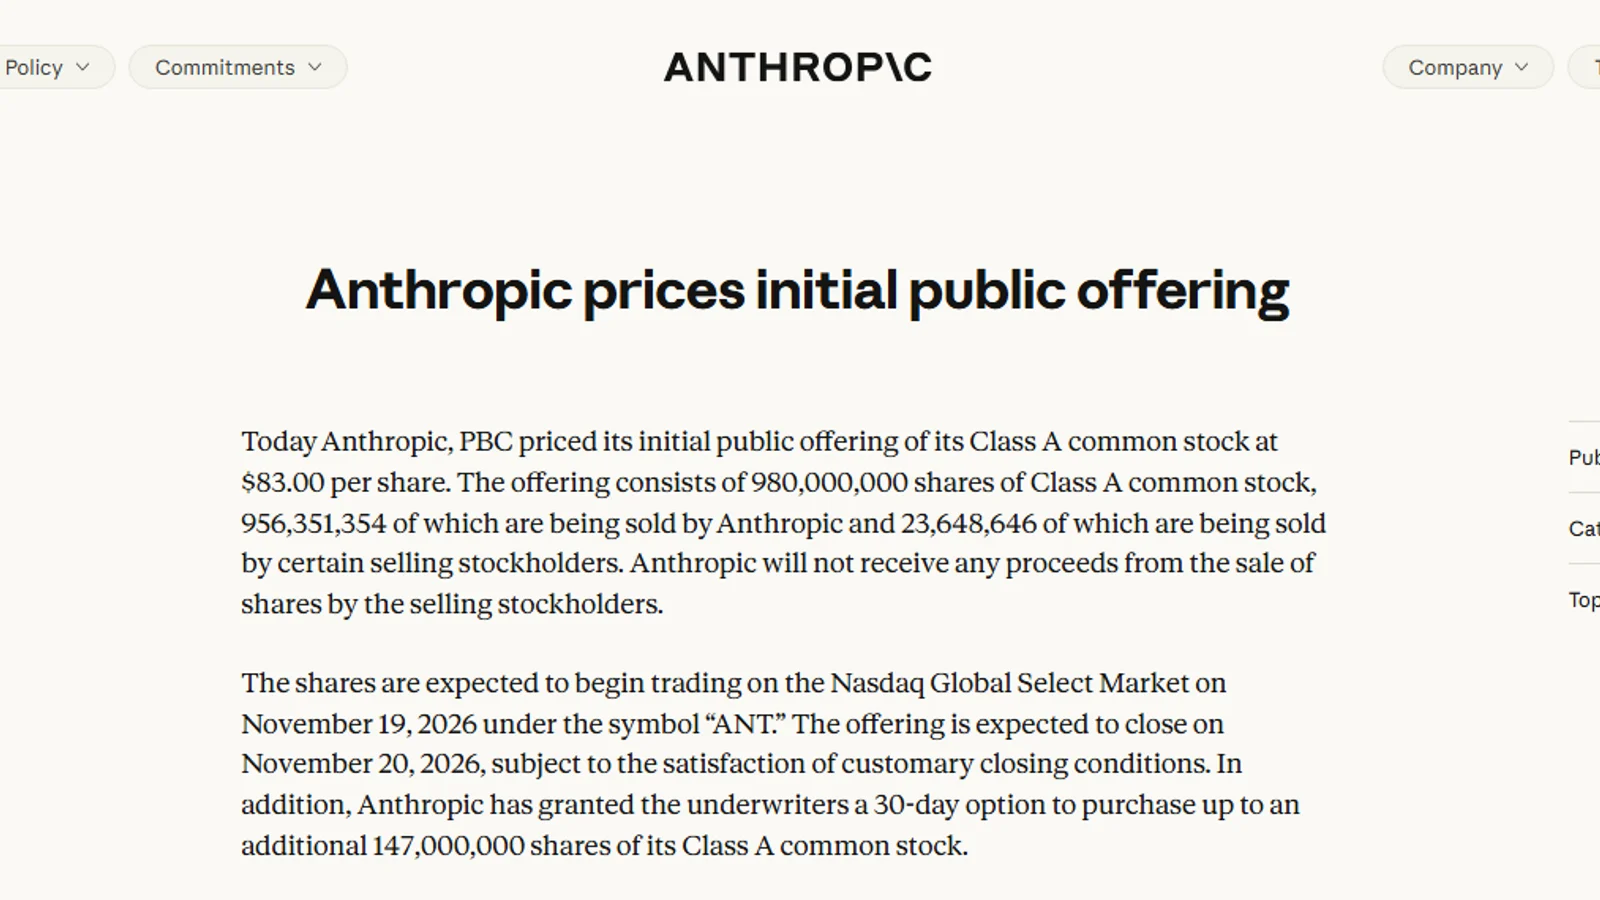 Policy
Commitments
ANTHROP\C
Company
Anthropic prices initial public offering
Today Anthropic, PBC priced its initial public offering of its Class A common stock at
$83.00 per share. The offering consists of 980,000,000 shares of Class A common stock,
956,351,354 of which are being sold by Anthropic and 23,648,646 of which are being sold
by certain selling stockholders. Anthropic will not receive any proceeds from the sale of
shares by the selling stockholders.
The shares are expected to begin trading on the Nasdaq Global Select Market on
November 19, 2026 under the symbol “ANT.” The offering is expected to close on
November 20, 2026, subject to the satisfaction of customary closing conditions. In
addition, Anthropic has granted the underwriters a 30-day option to purchase up to an
additional 147,000,000 shares of its Class A common stock.
Pub
Cat
Top